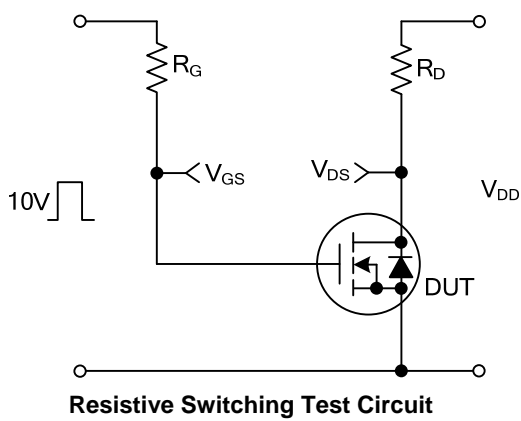 R_G
R_D
V_GS
V_DS
10V
V_DD
DUT
Resistive Switching Test Circuit